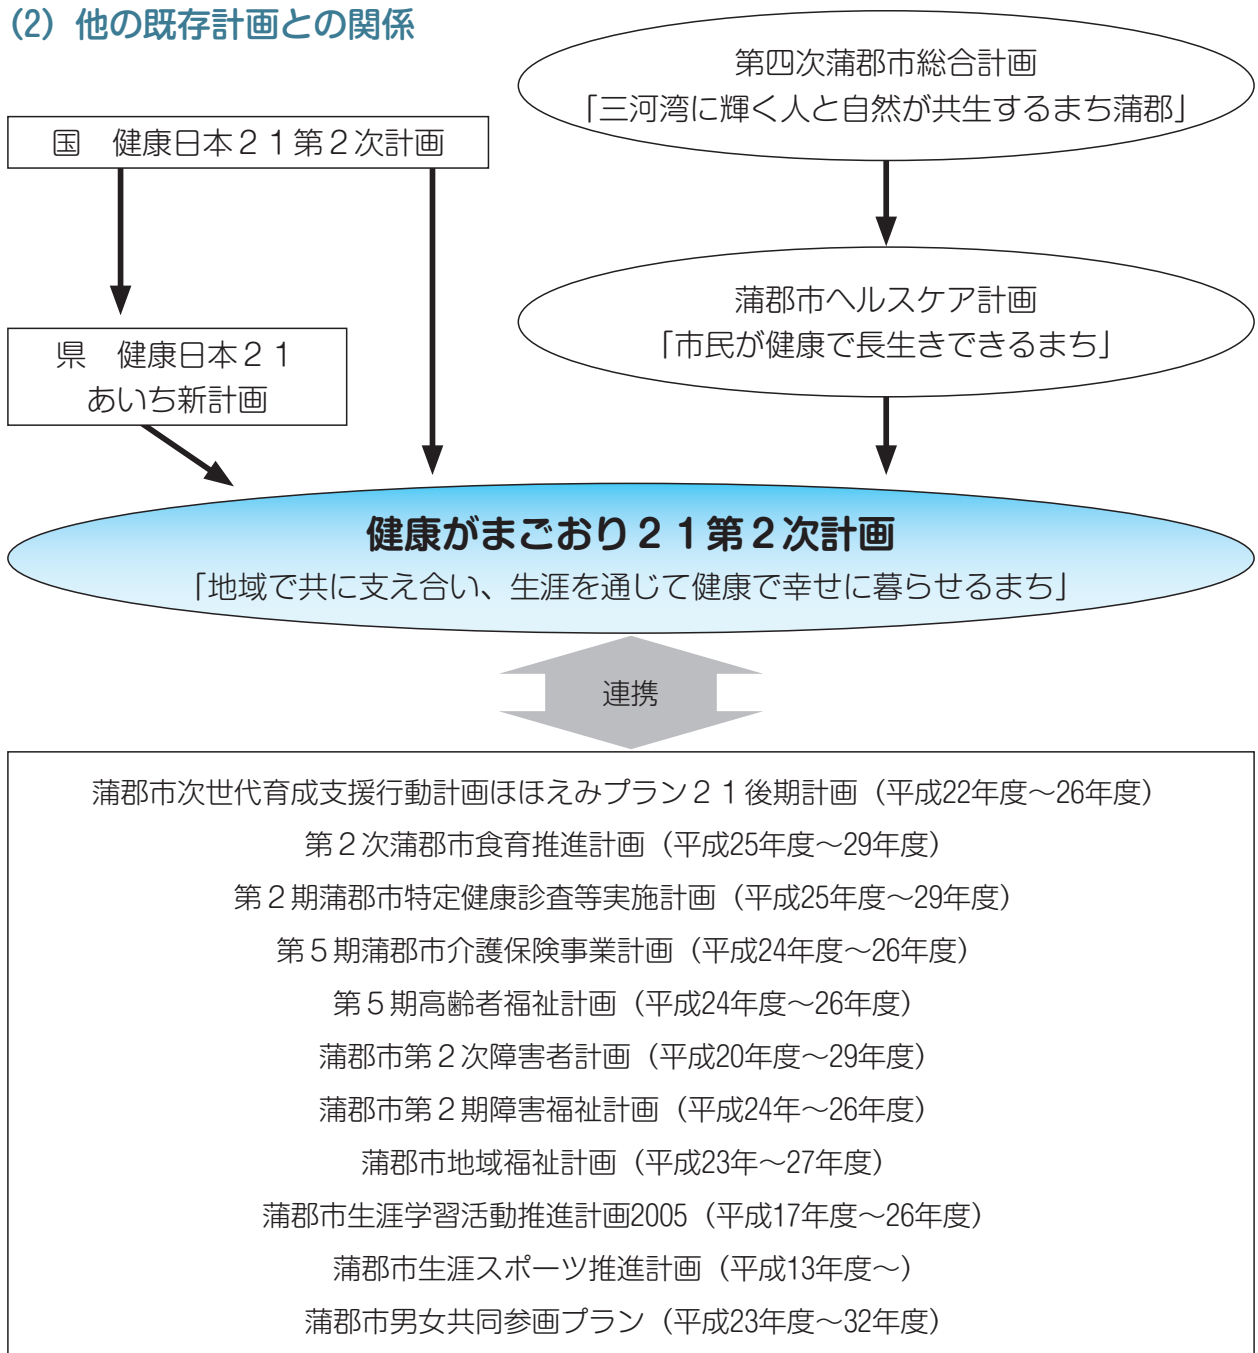 (2) 他の既存計画との関係
第四次蒲郡市総合計画
「三河湾に輝く人と自然が共生するまち蒲郡」
国　健康日本２１第２次計画
蒲郡市ヘルスケア計画
「市民が健康で長生きできるまち」
県　健康日本２１
あいち新計画
健康がまごおり２１第２次計画
「地域で共に支え合い、生涯を通じて健康で幸せに暮らせるまち」
連携
蒲郡市次世代育成支援行動計画ほほえみプラン２１後期計画（平成22年度～26年度）
第２次蒲郡市食育推進計画（平成25年度～29年度）
第２期蒲郡市特定健康診査等実施計画（平成25年度～29年度）
第５期蒲郡市介護保険事業計画（平成24年度～26年度）
第５期高齢者福祉計画（平成24年度～26年度）
蒲郡市第２次障害者計画（平成20年度～29年度）
蒲郡市第２期障害福祉計画（平成24年～26年度）
蒲郡市地域福祉計画（平成23年～27年度）
蒲郡市生涯学習活動推進計画2005（平成17年度～26年度）
蒲郡市生涯スポーツ推進計画（平成13年度～）
蒲郡市男女共同参画プラン（平成23年度～32年度）